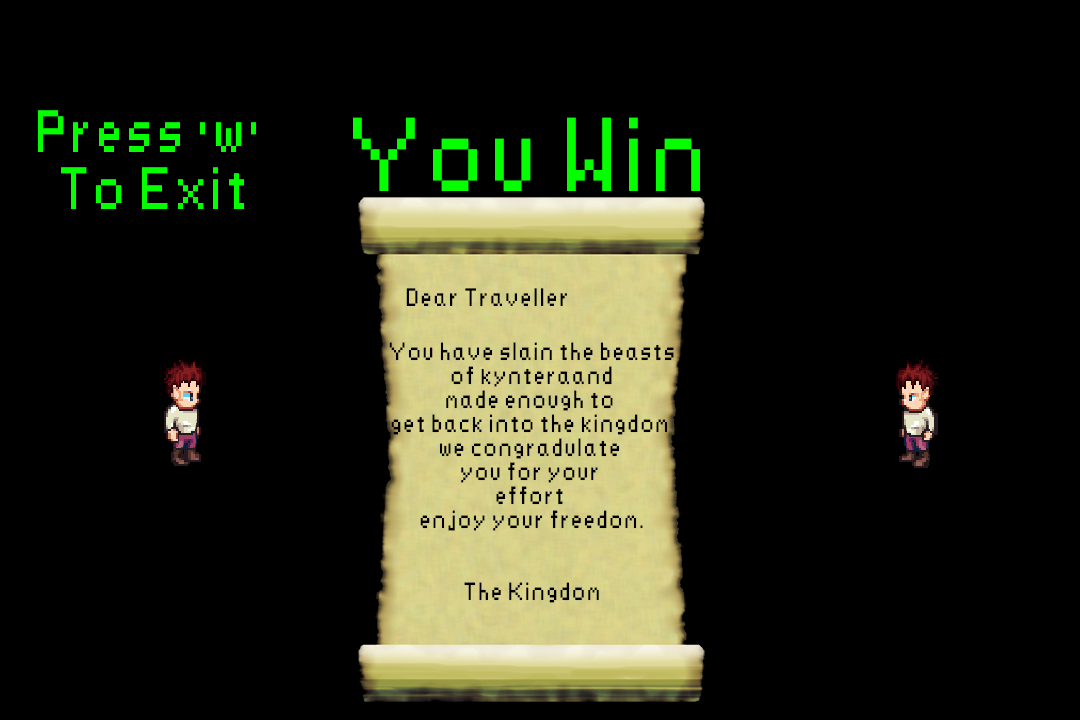 Press 'w'
To Exit
You Win
Dear Traveller
You have slain the beasts
of kynteraand
made enough to
get back into the kingdom
we congradulate
you for your
effort
enjoy your freedom.
The Kingdom